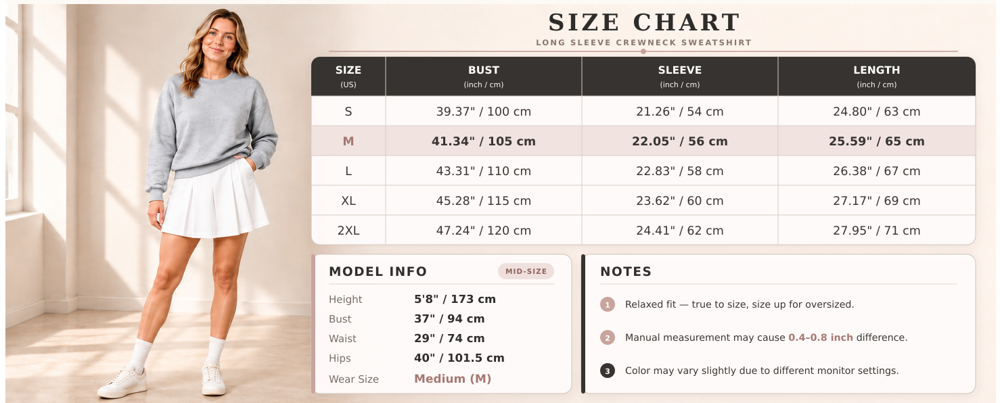 SIZE CHART
LONG SLEEVE CREWNECK SWEATSHIRT
SIZE BUST SLEEVE LENGTH
(US) (inch / cm) (inch / cm) (inch / cm)
S 39.37" / 100 cm 21.26" / 54 cm 24.80" / 63 cm
M 41.34" / 105 cm 22.05" / 56 cm 25.59" / 65 cm
L 43.31" / 110 cm 22.83" / 58 cm 26.38" / 67 cm
XL 45.28" / 115 cm 23.62" / 60 cm 27.17" / 69 cm
2XL 47.24" / 120 cm 24.41" / 62 cm 27.95" / 71 cm
MODEL INFO MID-SIZE
Height 5'8" / 173 cm
Bust 37" / 94 cm
Waist 29" / 74 cm
Hips 40" / 101.5 cm
Wear Size Medium (M)
NOTES
1 Relaxed fit — true to size, size up for oversized.
2 Manual measurement may cause 0.4–0.8 inch difference.
3 Color may vary slightly due to different monitor settings.